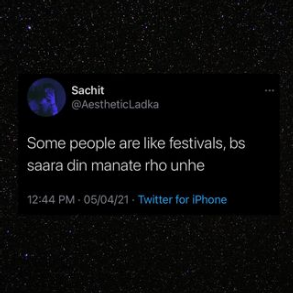 Sachit
@AestheticLadka
Some people are like festivals, bs
saara din manate rho unhe
12:44 PM · 05/04/21 · Twitter for iPhone